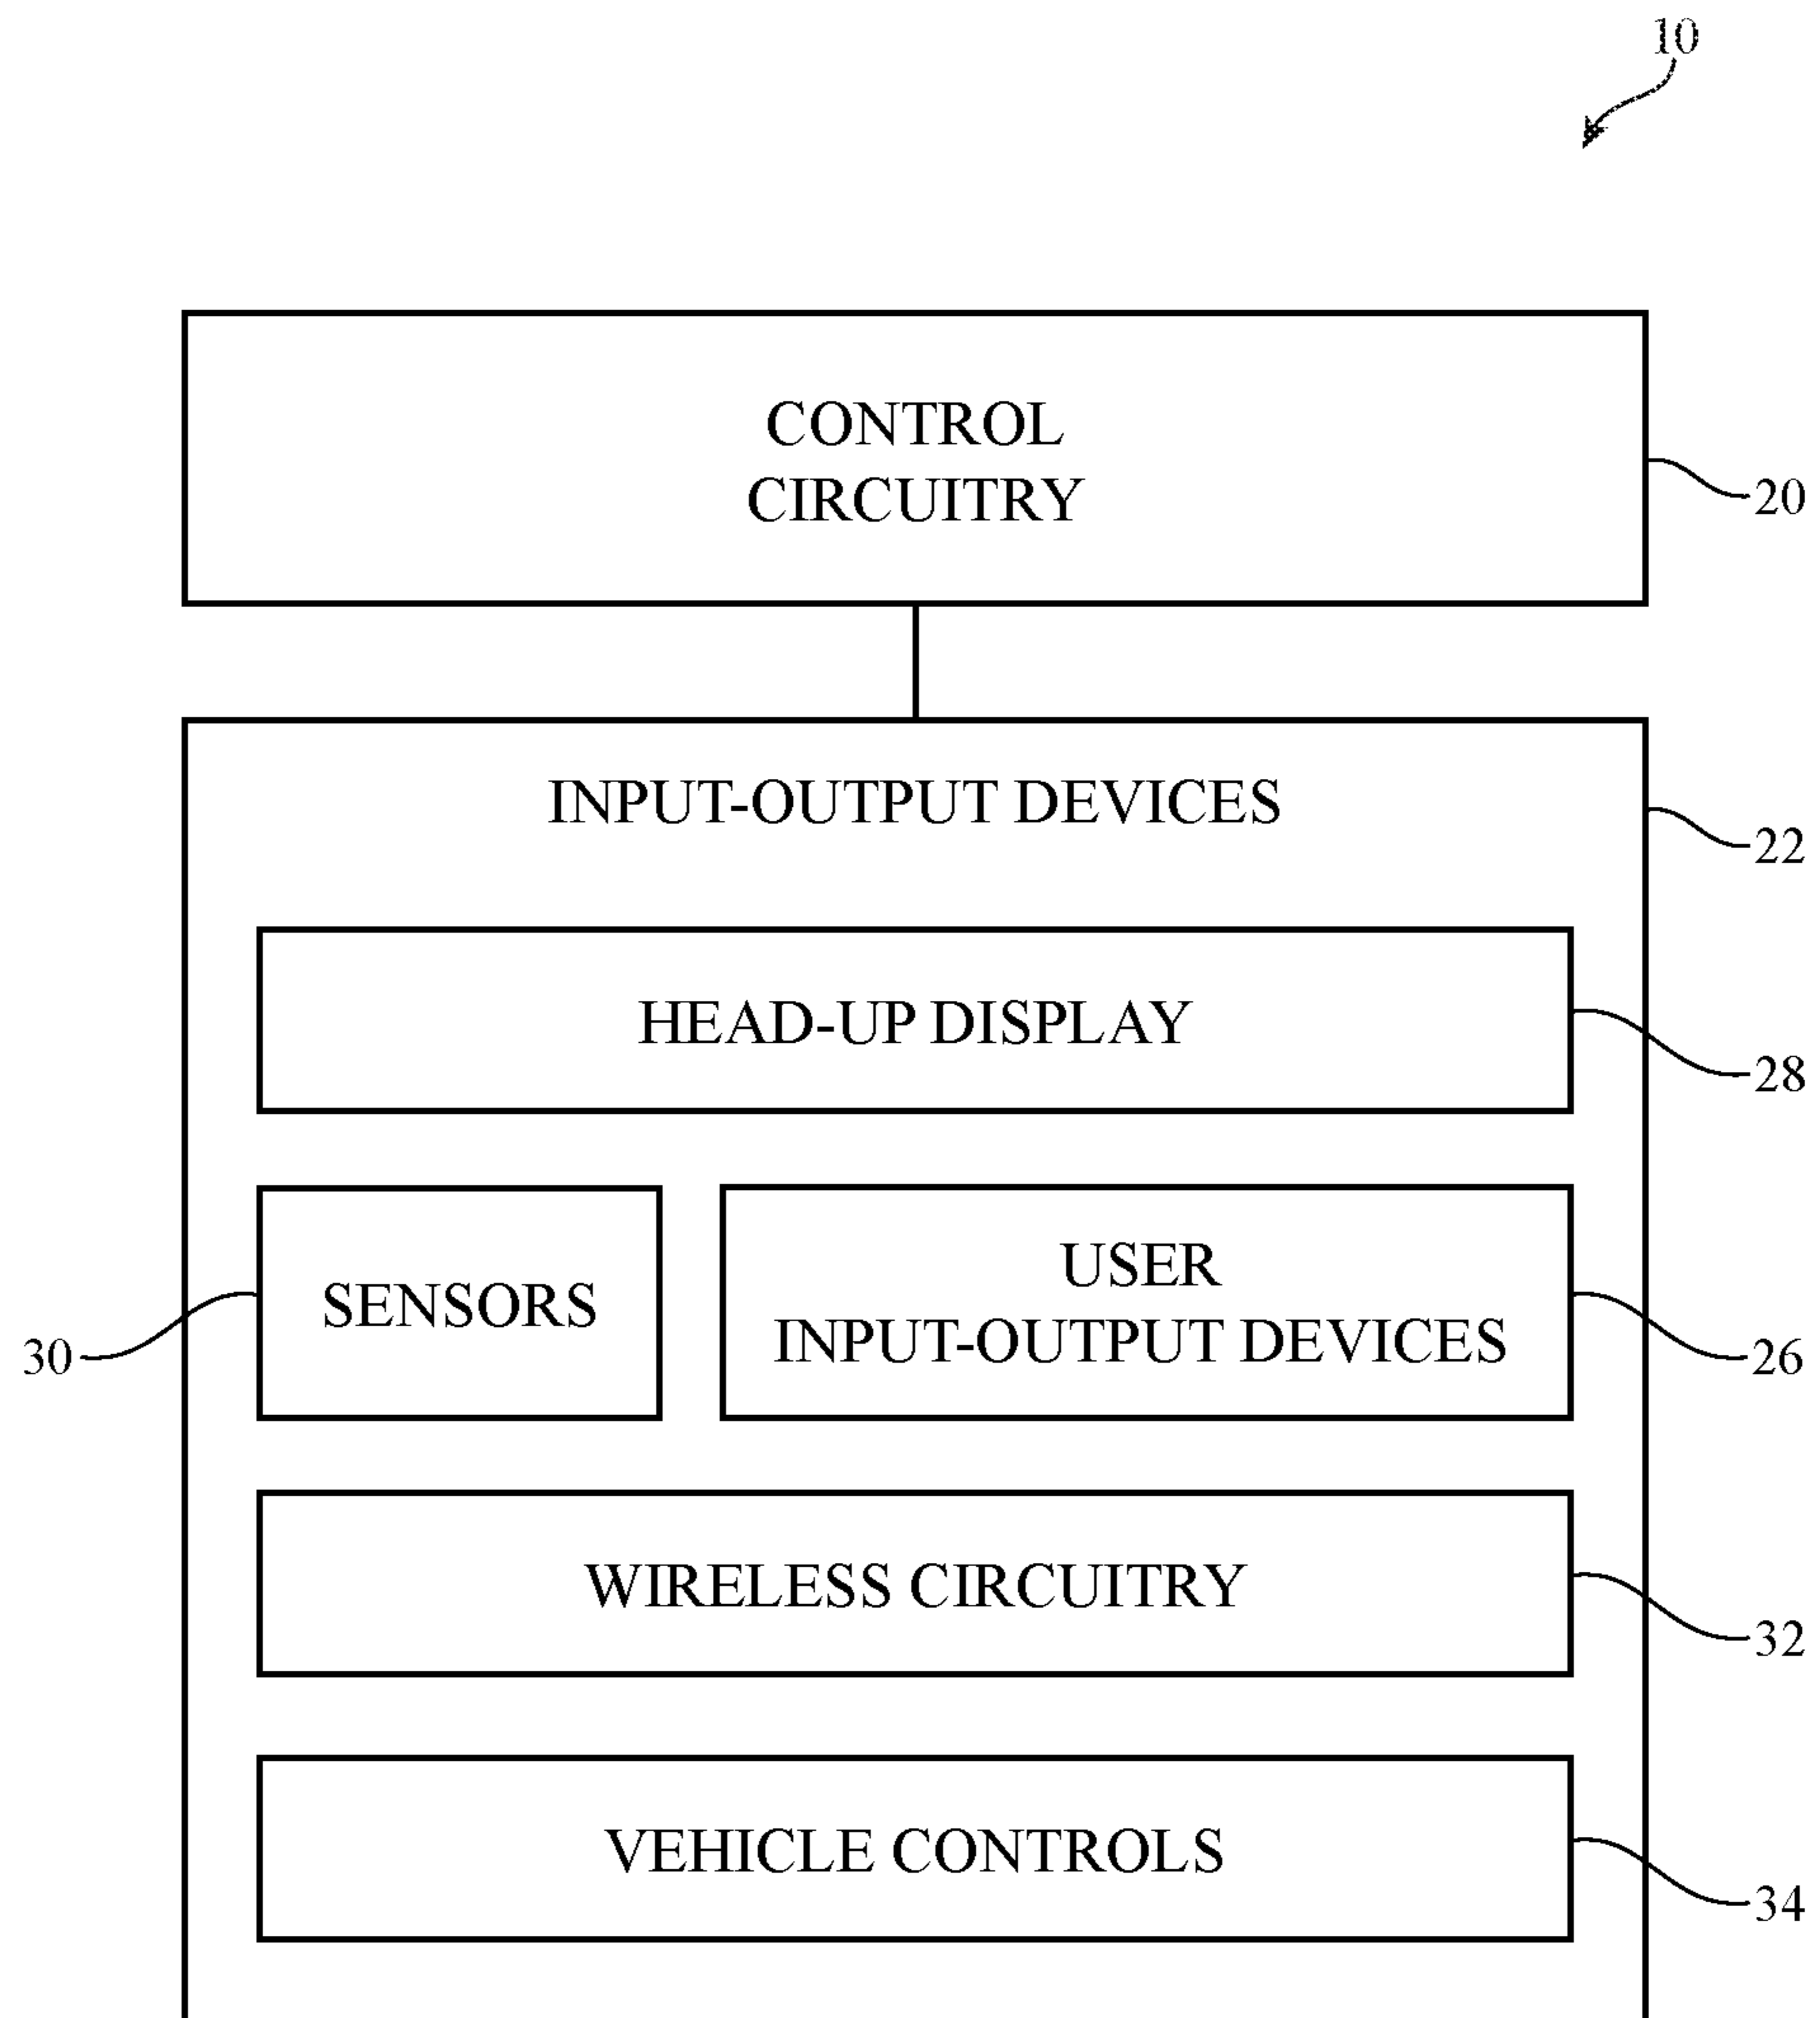 10
CONTROL
CIRCUITRY
20
INPUT-OUTPUT DEVICES
22
HEAD-UP DISPLAY
28
SENSORS
30
USER
INPUT-OUTPUT DEVICES
26
WIRELESS CIRCUITRY
32
VEHICLE CONTROLS
34